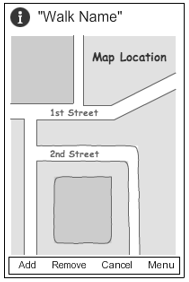 i "Walk Name"
Map Location
1st Street
2nd Street
Add Remove Cancel Menu